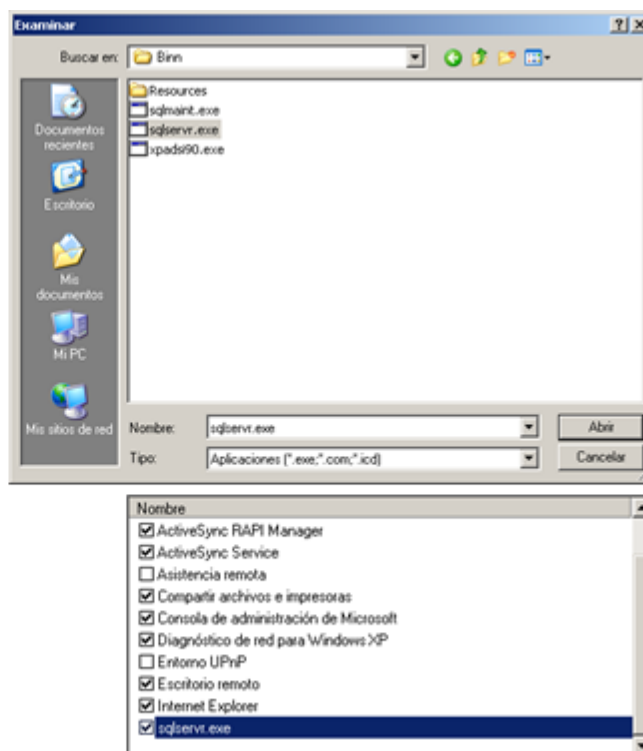 Examinar
Buscar en: Binn
Resources
sqlmaint.exe
sqlservr.exe
xpadsi90.exe
Documentos
recientes
Escritorio
Mis
documentos
Mi PC
Mis sitios de red
Nombre: sqlservr.exe Abrir
Tipo: Aplicaciones (*.exe;*.com;*.icd) Cancelar
Nombre
ActiveSync RAPI Manager
ActiveSync Service
Asistencia remota
Compartir archivos e impresoras
Consola de administración de Microsoft
Diagnóstico de red para Windows XP
Entorno UPnP
Escritorio remoto
Internet Explorer
sqlservr.exe